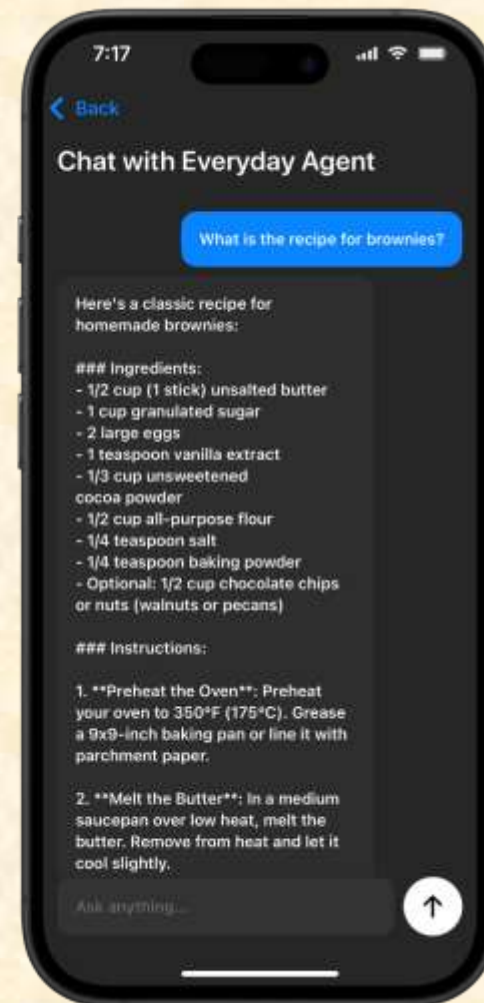 7:17
Back
Chat with Everyday Agent
What is the recipe for brownies?
Here's a classic recipe for
homemade brownies:
### Ingredients:
- 1/2 cup (1 stick) unsalted butter
- 1 cup granulated sugar
- 2 large eggs
- 1 teaspoon vanilla extract
- 1/3 cup unsweetened
cocoa powder
- 1/2 cup all-purpose flour
- 1/4 teaspoon salt
- 1/4 teaspoon baking powder
- Optional: 1/2 cup chocolate chips
or nuts (walnuts or pecans)
### Instructions:
1. **Preheat the Oven**: Preheat
your oven to 350°F (175°C). Grease
a 9x9-inch baking pan or line it with
parchment paper.
2. **Melt the Butter**: In a medium
saucepan over low heat, melt the
butter. Remove from heat and let it
cool slightly.
Ask anything...